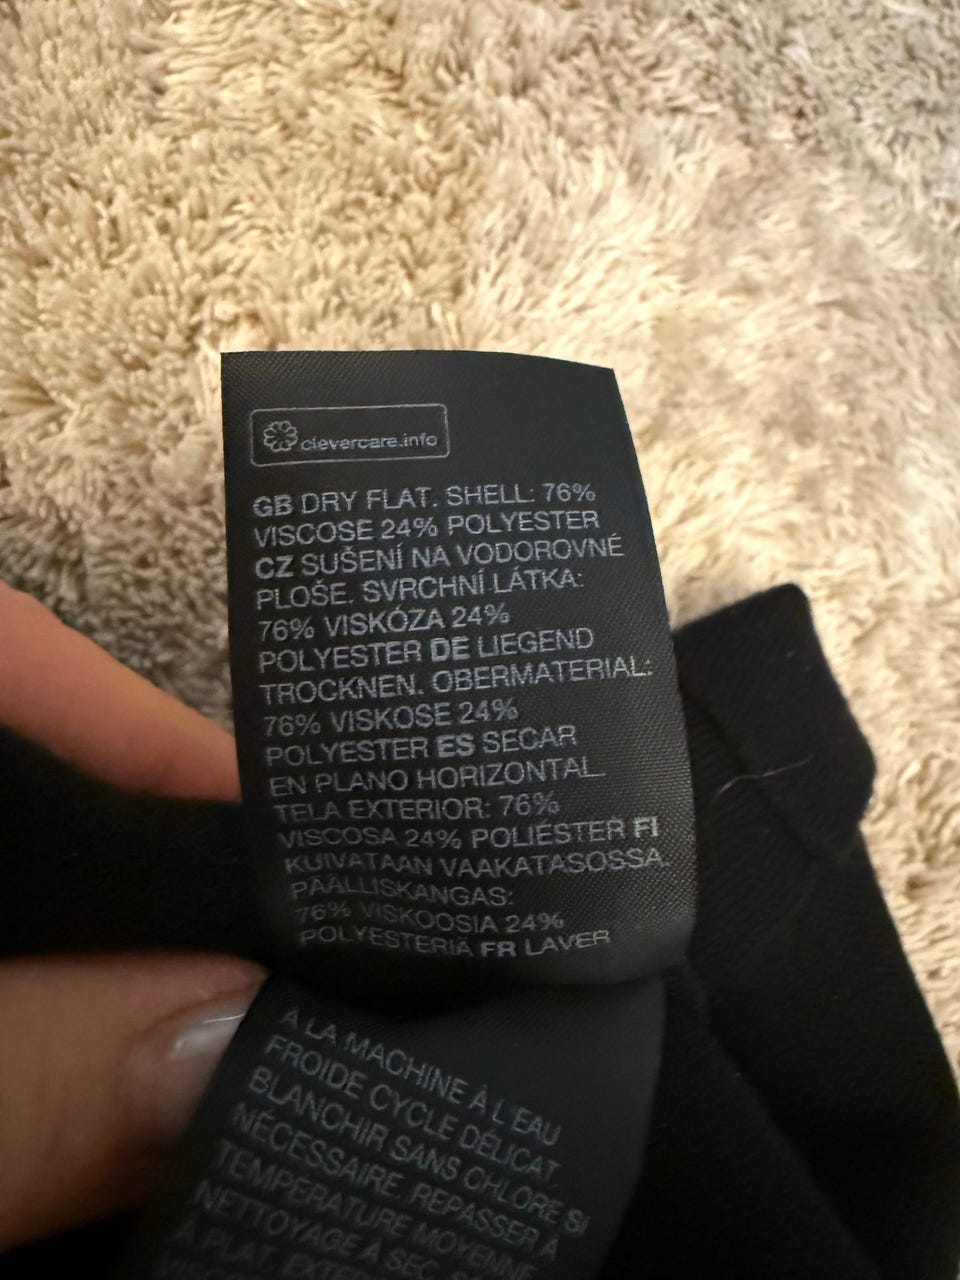 clevercare.info
GB DRY FLAT. SHELL: 76%
VISCOSE 24% POLYESTER
CZ SUŠENÍ NA VODOROVNÉ
PLOŠE. SVRCHNÍ LÁTKA:
76% VISKÓZA 24%
POLYESTER DE LIEGEND
TROCKNEN. OBERMATERIAL:
76% VISKOSE 24%
POLYESTER ES SECAR
EN PLANO HORIZONTAL.
TELA EXTERIOR: 76%
VISCOSA 24% POLIÉSTER FI
KUIVATAAN VAAKATASOSSA.
PÄÄLLISKANGAS:
76% VISKOOSIA 24%
POLYESTERIÄ FR LAVER
À LA MACHINE À L'EAU
FROIDE CYCLE DÉLICAT.
BLANCHIR SANS CHLORE SI
NÉCESSAIRE. REPASSER À
TEMPÉRATURE MOYENNE
NETTOYAGE À SEC.
À PLAT.